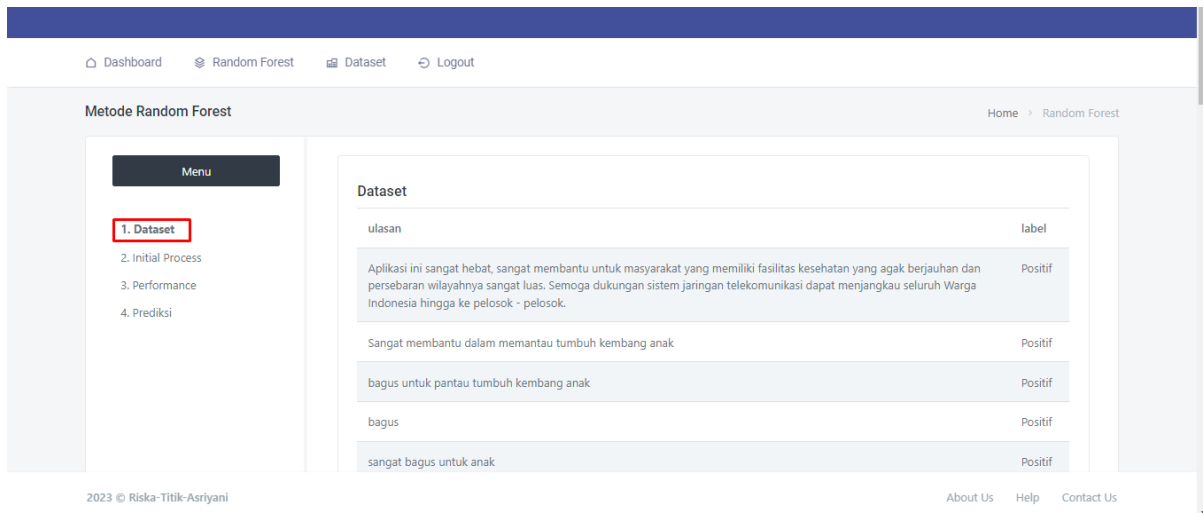 Dashboard Random Forest Dataset Logout
Metode Random Forest
Home > Random Forest
Menu
1. Dataset
2. Initial Process
3. Performance
4. Prediksi
Dataset
ulasan label
Aplikasi ini sangat hebat, sangat membantu untuk masyarakat yang memiliki fasilitas kesehatan yang agak berjauhan dan Positif
persebaran wilayahnya sangat luas. Semoga dukungan sistem jaringan telekomunikasi dapat menjangkau seluruh Warga
Indonesia hingga ke pelosok - pelosok.
Sangat membantu dalam memantau tumbuh kembang anak Positif
bagus untuk pantau tumbuh kembang anak Positif
bagus Positif
sangat bagus untuk anak Positif
2023 © Riska-Titik-Asriyani
About Us Help Contact Us